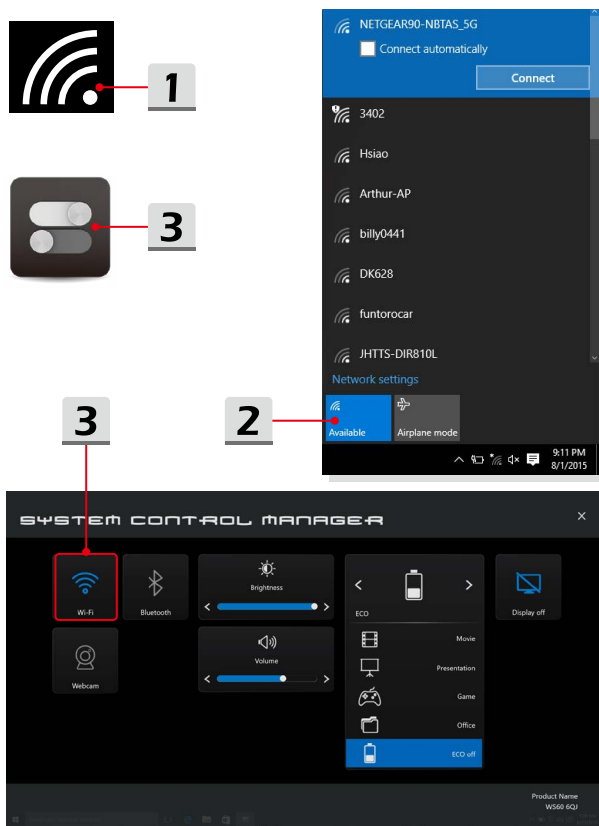 1
3
NETGEAR90-NBTAS_5G
Connect automatically
Connect
3402
Hsiao
Arthur-AP
billy0441
DK628
funtorocar
JHTTS-DIR810L
Network settings
Available
Airplane mode
9:11 PM
8/1/2015
2
3
SYSTEM CONTROL MANAGER
Wi-Fi
Bluetooth
Brightness
Volume
Webcam
ECO
Movie
Presentation
Game
Office
ECO off
Display off
Product Name
WS60 6QJ